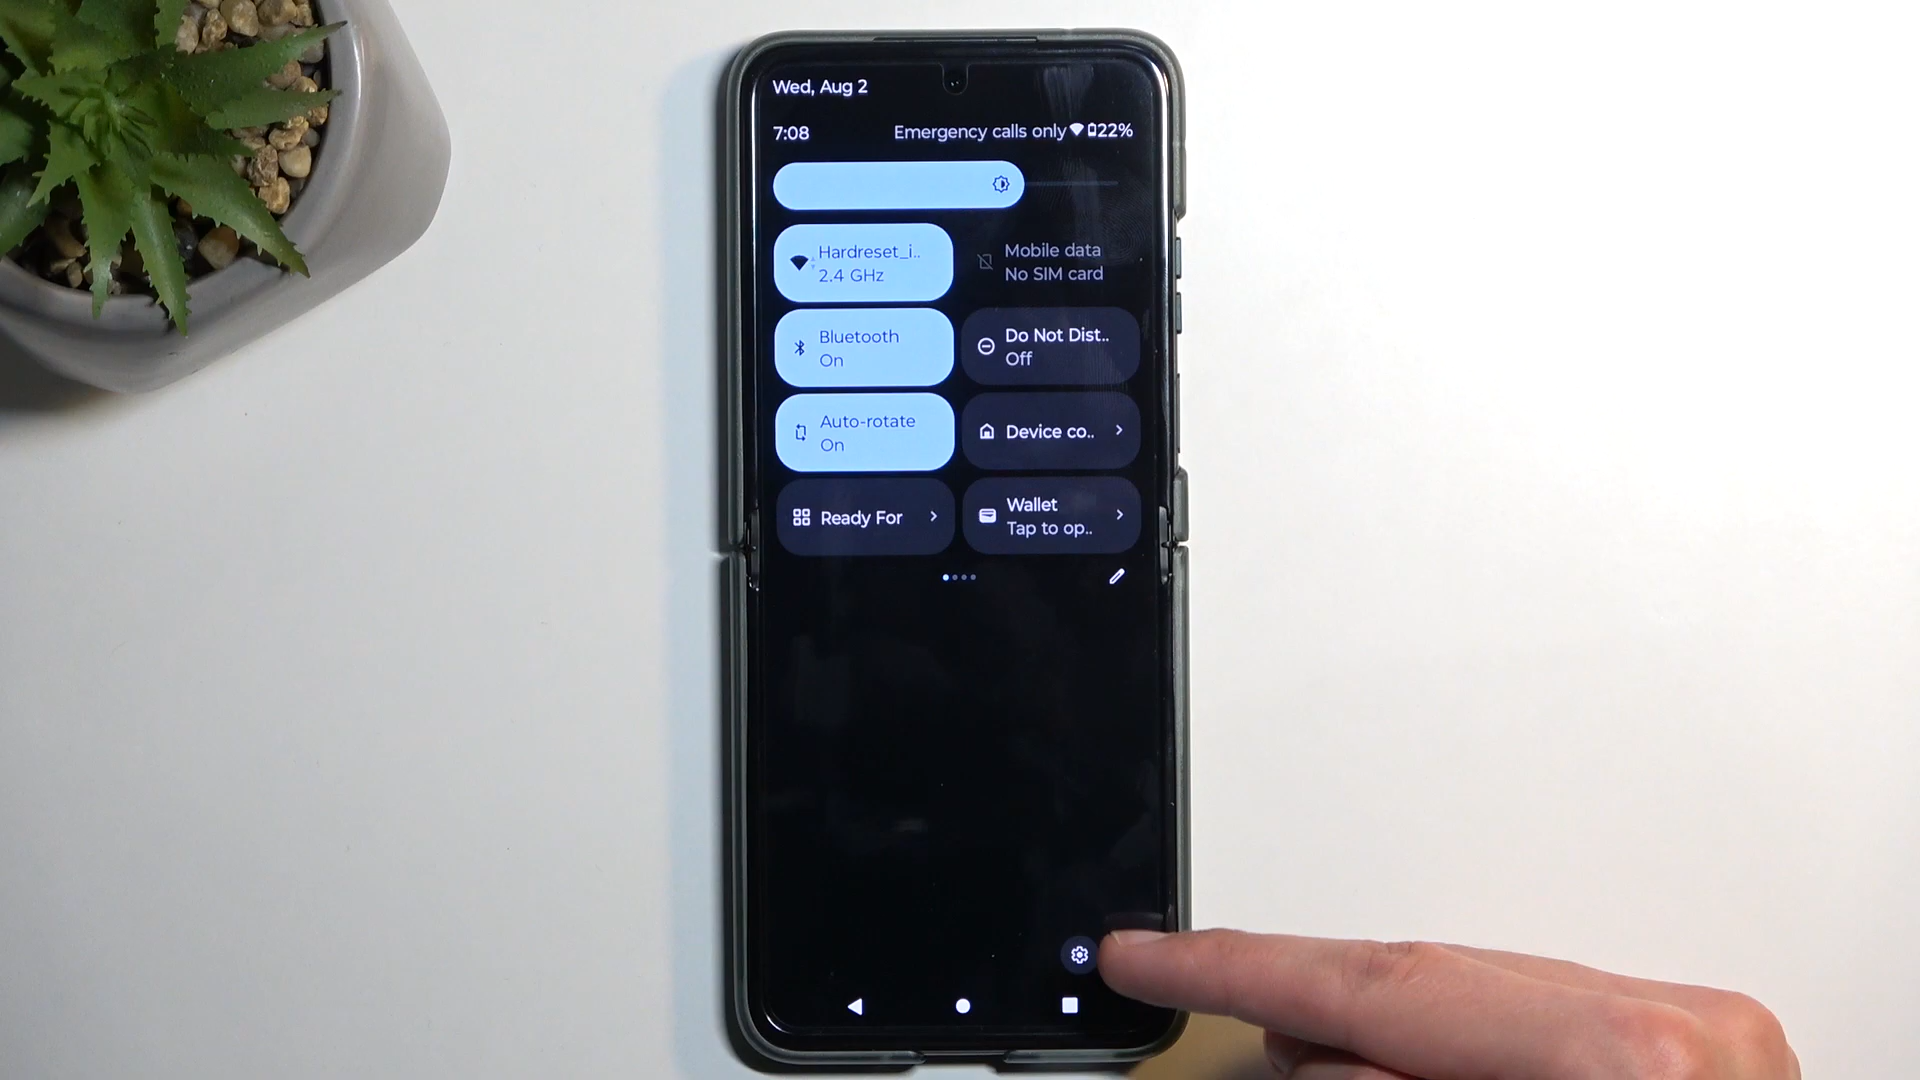 Wed, Aug 2
7:08 Emergency calls only 22%
Hardreset_i..
2.4 GHz
Mobile data
No SIM card
Bluetooth
On
Do Not Dist..
Off
Auto-rotate
On
Device co..
Ready For
Wallet
Tap to op..